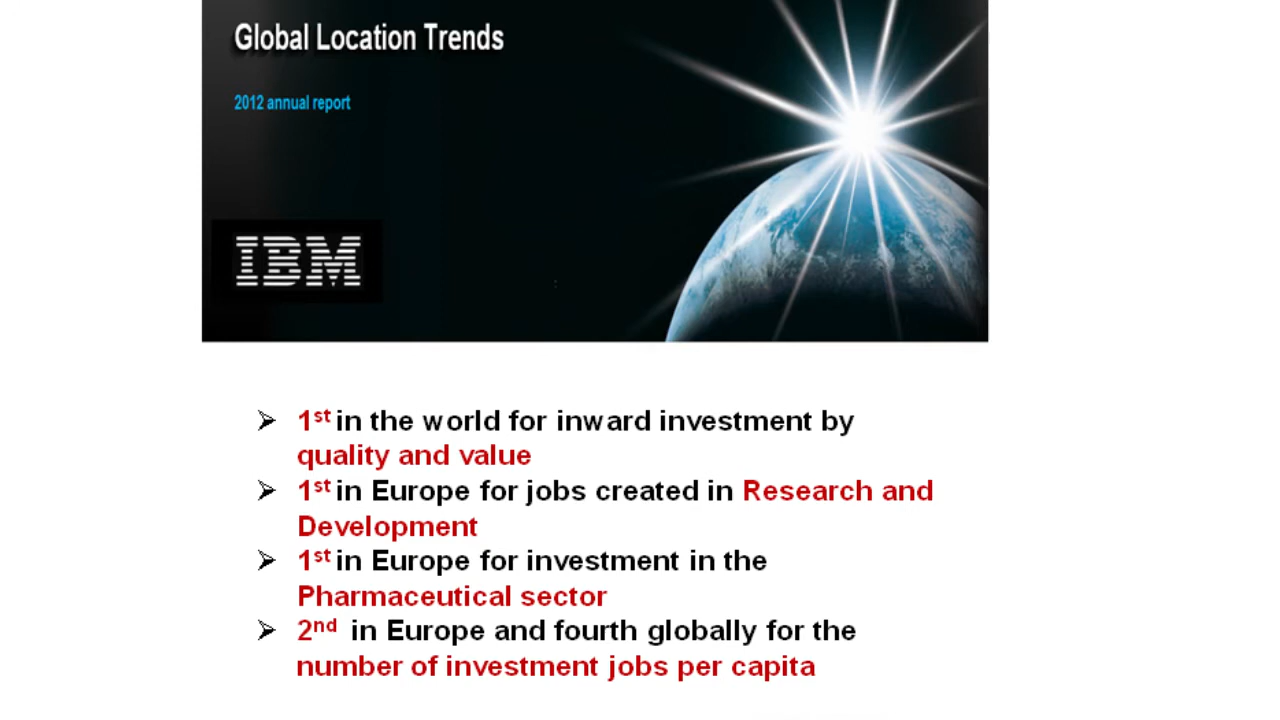 Global Location Trends
2012 annual report
IBM
➢ 1st in the world for inward investment by
quality and value
➢ 1st in Europe for jobs created in Research and
Development
➢ 1st in Europe for investment in the
Pharmaceutical sector
➢ 2nd in Europe and fourth globally for the
number of investment jobs per capita